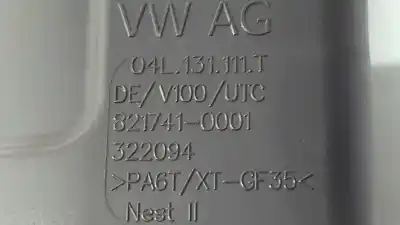 VW AG
04L.131.111.T
DE/V100/UTC
821741-0001
322094
>PA6T/XT-GF35<
Nest II